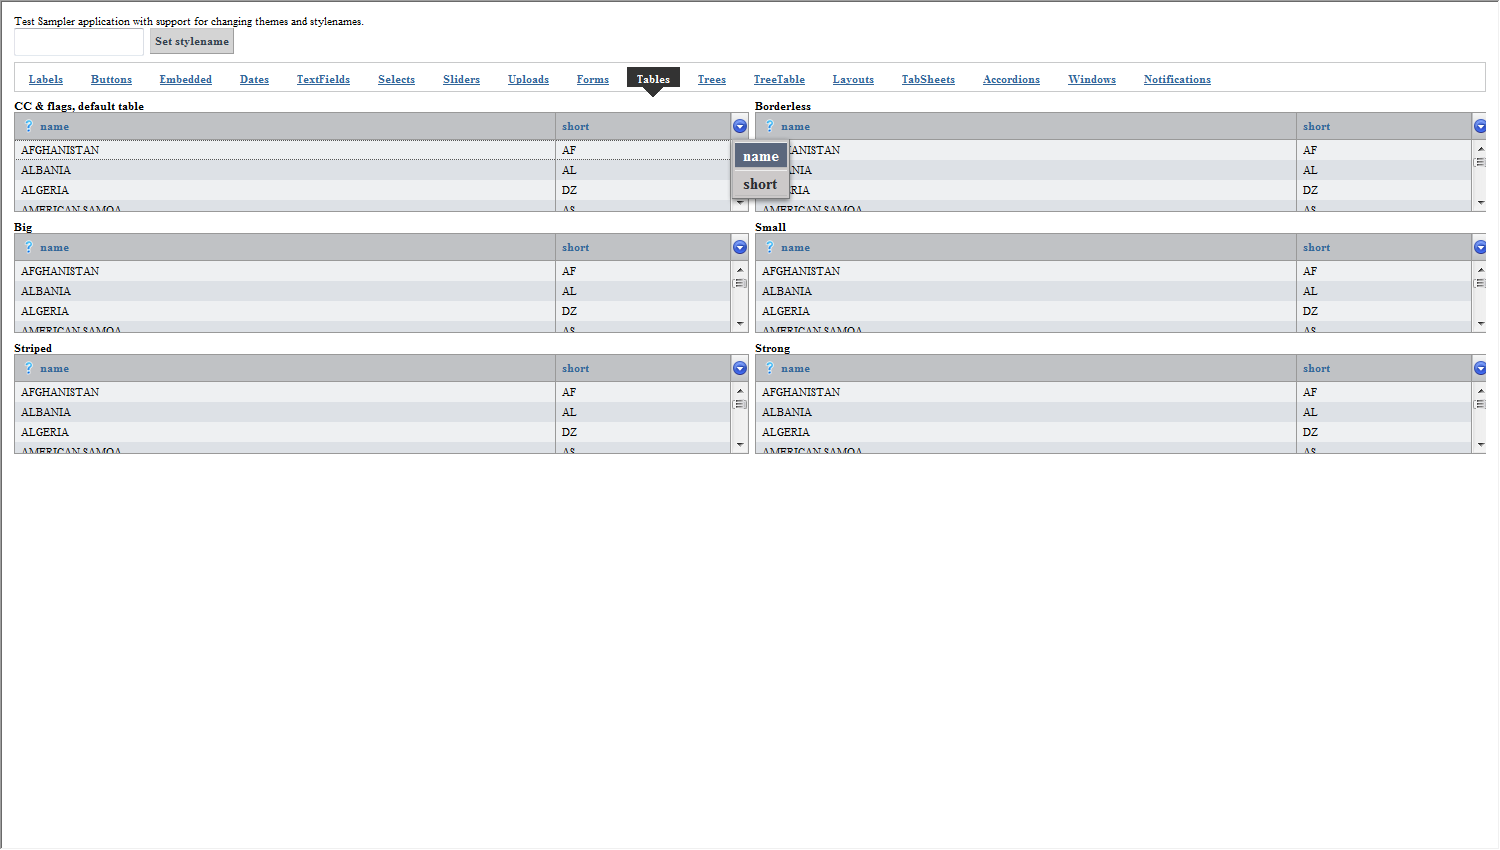 Test Sampler application with support for changing themes and stylenames.
Set stylename
Labels Buttons Embedded Dates TextFields Selects Sliders Uploads Forms Tables Trees TreeTable Layouts TabSheets Accordions Windows Notifications
CC & flags, default table
? name short
AFGHANISTAN AF
ALBANIA AL
ALGERIA DZ
AMERICAN SAMOA AS
name
short
Borderless
? name short
ANISTAN AF
NIA AL
RIA DZ
AMERICAN SAMOA AS
Big
? name short
AFGHANISTAN AF
ALBANIA AL
ALGERIA DZ
AMERICAN SAMOA AS
Small
? name short
AFGHANISTAN AF
ALBANIA AL
ALGERIA DZ
AMERICAN SAMOA AS
Striped
? name short
AFGHANISTAN AF
ALBANIA AL
ALGERIA DZ
AMERICAN SAMOA AS
Strong
? name short
AFGHANISTAN AF
ALBANIA AL
ALGERIA DZ
AMERICAN SAMOA AS